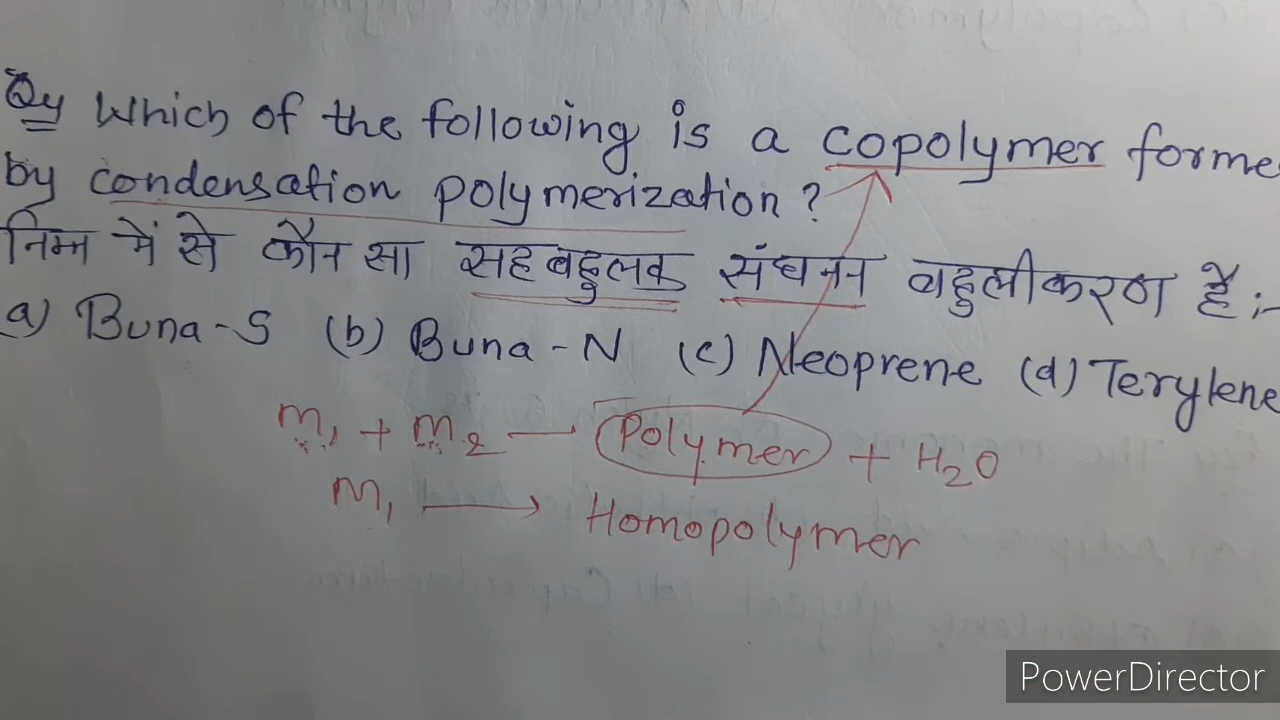 Qy Which of the following is a copolymer forme
by condensation polymerization?
निम्न में से कौन सा सहबहुलक संघनन बहुलीकरण है :-
a) Buna-S (b) Buna-N (c) Neoprene (d) Terylene
m₁ + m₂ — Polymer + H₂O
m₁ → Homopolymer
PowerDirector